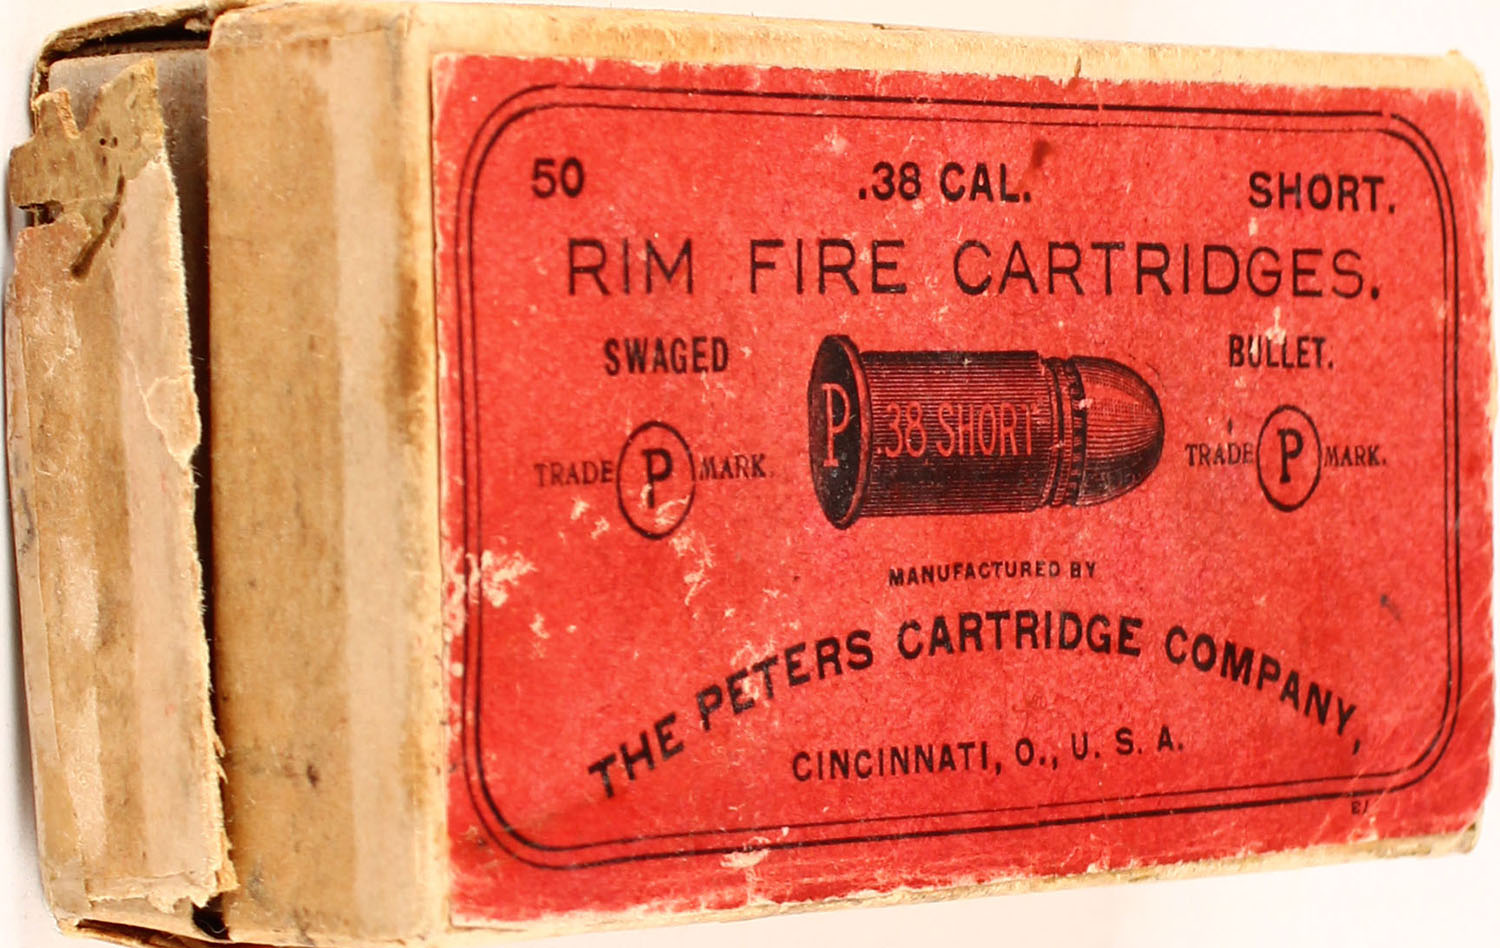 50 .38 CAL. SHORT.
RIM FIRE CARTRIDGES.
SWAGED BULLET.
P .38 SHORT
TRADE P MARK. TRADE P MARK.
MANUFACTURED BY
THE PETERS CARTRIDGE COMPANY,
CINCINNATI, O., U. S. A.